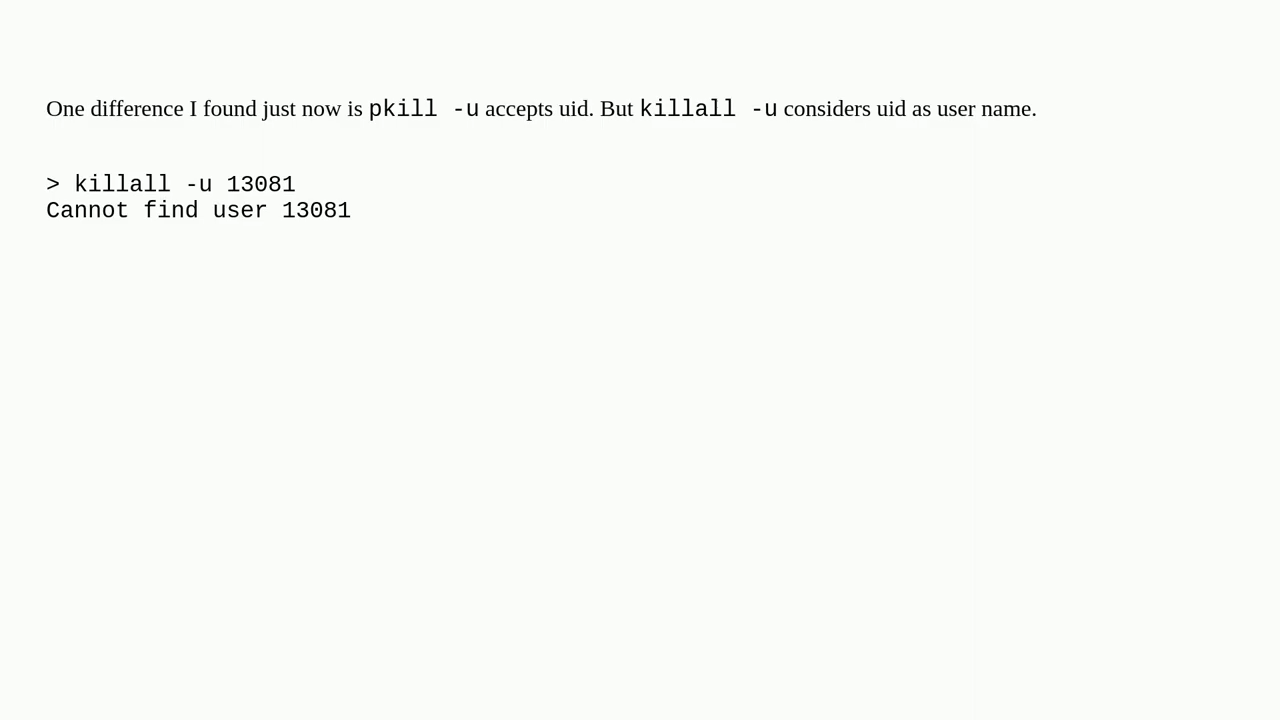 One difference I found just now is pkill -u accepts uid. But killall -u considers uid as user name.
> killall -u 13081
Cannot find user 13081